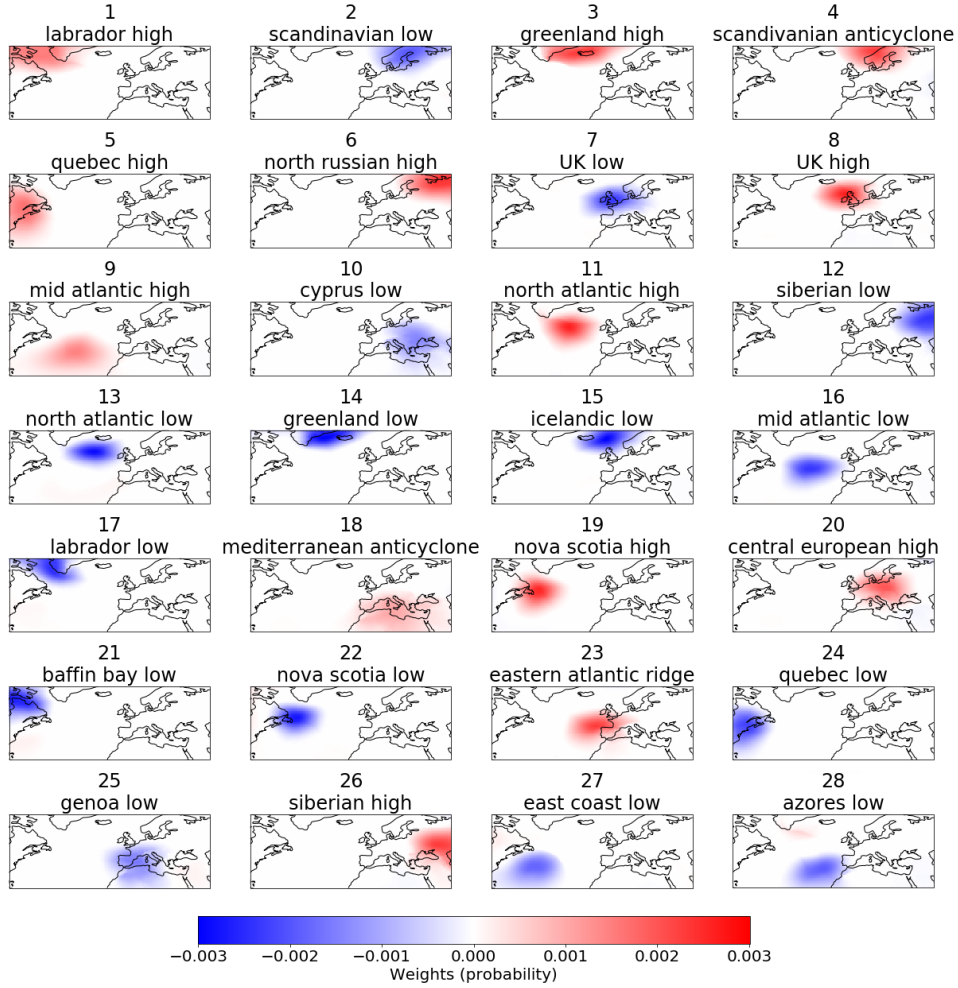 1 2 3 4
labrador high scandinavian low greenland high scandivanian anticyclone
5 6 7 8
quebec high north russian high UK low UK high
9 10 11 12
mid atlantic high cyprus low north atlantic high siberian low
13 14 15 16
north atlantic low greenland low icelandic low mid atlantic low
17 18 19 20
labrador low mediterranean anticyclone nova scotia high central european high
21 22 23 24
baffin bay low nova scotia low eastern atlantic ridge quebec low
25 26 27 28
genoa low siberian high east coast low azores low
−0.003 −0.002 −0.001 0.000 0.001 0.002 0.003
Weights (probability)